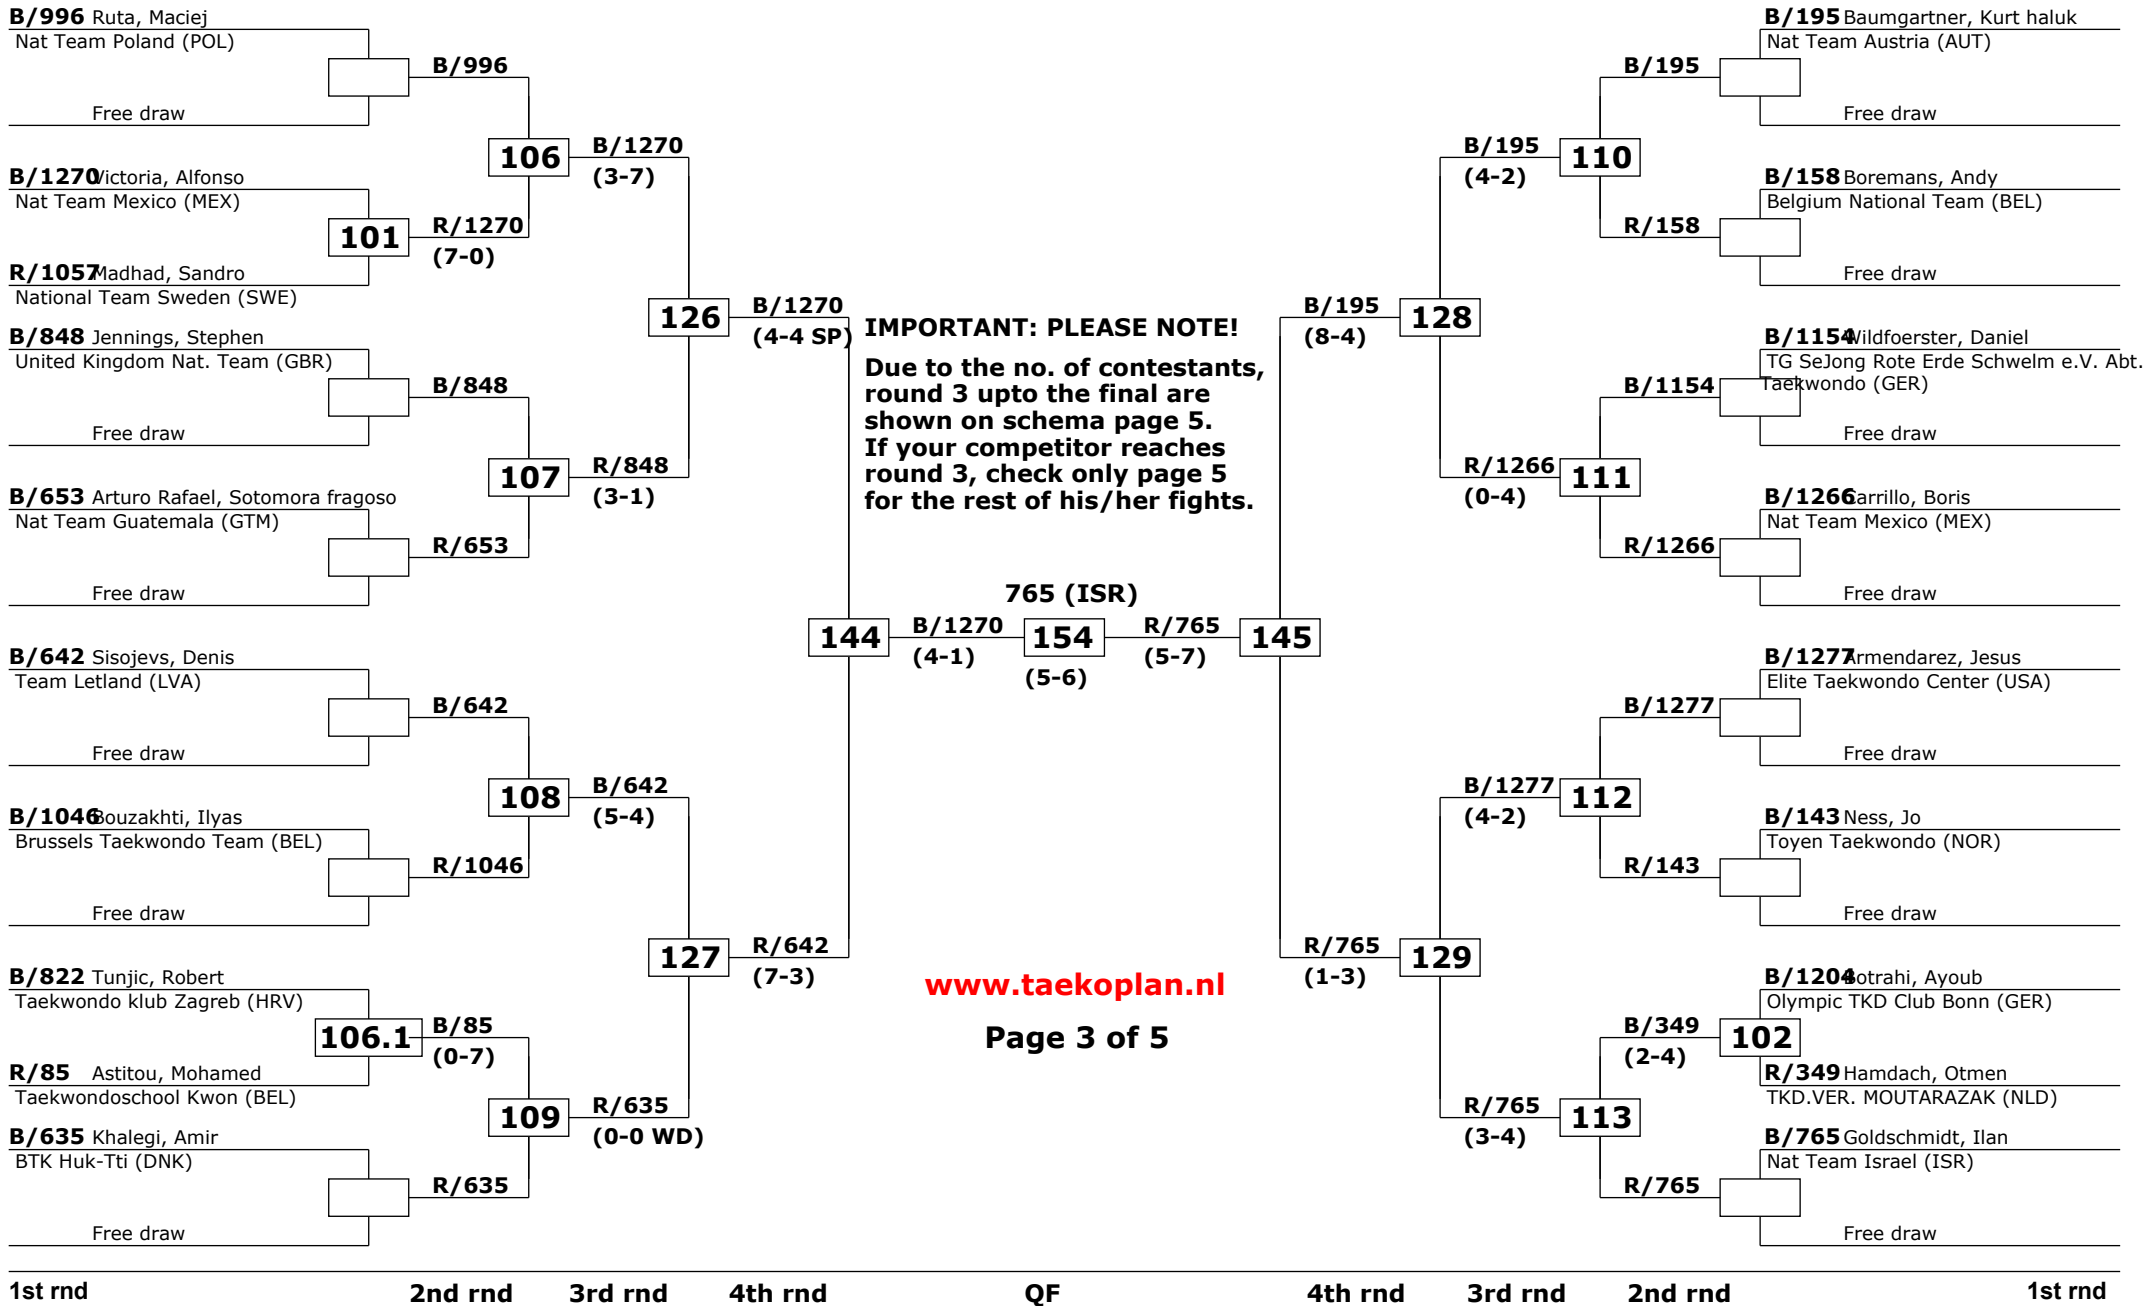 B/996 Ruta, Maciej
Nat Team Poland (POL)
Free draw
B/1270 Victoria, Alfonso
Nat Team Mexico (MEX)
R/1057 Madhad, Sandro
National Team Sweden (SWE)
B/848 Jennings, Stephen
United Kingdom Nat. Team (GBR)
Free draw
B/653 Arturo Rafael, Sotomora fragoso
Nat Team Guatemala (GTM)
Free draw
B/642 Sisojevs, Denis
Team Letland (LVA)
Free draw
B/1046 Bouzakhti, Ilyas
Brussels Taekwondo Team (BEL)
Free draw
B/822 Tunjic, Robert
Taekwondo klub Zagreb (HRV)
R/85 Astitou, Mohamed
Taekwondoschool Kwon (BEL)
B/635 Khalegi, Amir
BTK Huk-Tti (DNK)
Free draw
101
106.1
B/996
R/1270
(7-0)
B/848
R/653
B/642
R/1046
B/85
(0-7)
R/635
106
107
108
109
B/1270
(3-7)
R/848
(3-1)
B/642
(5-4)
R/635
(0-0 WD)
126
127
B/1270
(4-4 SP)
R/642
(7-3)
144
B/1270
(4-1)
IMPORTANT: PLEASE NOTE!
Due to the no. of contestants,
round 3 upto the final are
shown on schema page 5.
If your competitor reaches
round 3, check only page 5
for the rest of his/her fights.
765 (ISR)
154
(5-6)
www.taekoplan.nl
Page 3 of 5
R/765
(5-7)
145
B/195
(8-4)
R/765
(1-3)
128
129
B/195
(4-2)
R/1266
(0-4)
B/1277
(4-2)
R/765
(3-4)
110
111
112
113
B/195
R/158
B/1154
R/1266
B/1277
R/143
B/349
(2-4)
R/765
102
B/195 Baumgartner, Kurt haluk
Nat Team Austria (AUT)
Free draw
B/158 Boremans, Andy
Belgium National Team (BEL)
Free draw
B/1154 Wildfoerster, Daniel
TG SeJong Rote Erde Schwelm e.V. Abt.
Taekwondo (GER)
Free draw
B/1266 Carrillo, Boris
Nat Team Mexico (MEX)
Free draw
B/1277 Armendarez, Jesus
Elite Taekwondo Center (USA)
Free draw
B/143 Ness, Jo
Toyen Taekwondo (NOR)
Free draw
B/1204 Botrahi, Ayoub
Olympic TKD Club Bonn (GER)
R/349 Hamdach, Otmen
TKD.VER. MOUTARAZAK (NLD)
B/765 Goldschmidt, Ilan
Nat Team Israel (ISR)
Free draw
1st rnd 2nd rnd 3rd rnd 4th rnd QF 4th rnd 3rd rnd 2nd rnd 1st rnd